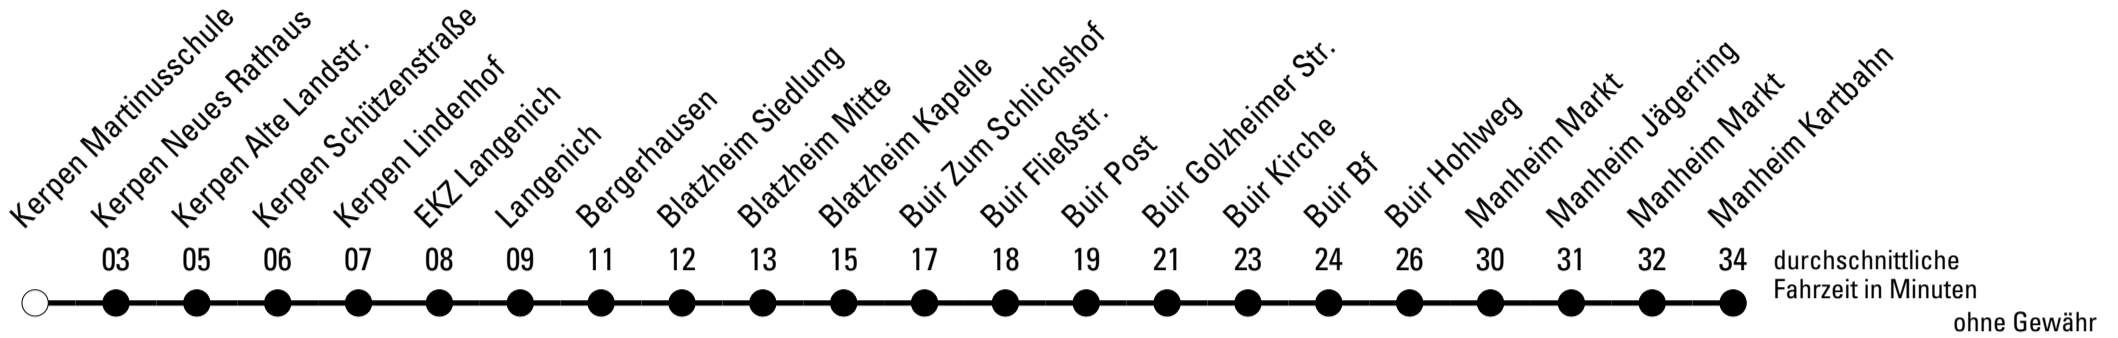 Kerpen Martinusschule
Kerpen Neues Rathaus
Kerpen Alte Landstr.
Kerpen Schützenstraße
Kerpen Lindenhof
EKZ Langenich
Langenich
Bergerhausen
Blatzheim Siedlung
Blatzheim Mitte
Blatzheim Kapelle
Buir Zum Schlichshof
Buir Fließstr.
Buir Post
Buir Golzheimer Str.
Buir Kirche
Buir Bf
Buir Hohlweg
Manheim Markt
Manheim Jägerring
Manheim Markt
Manheim Kartbahn
03 05 06 07 08 09 11 12 13 15 17 18 19 21 23 24 26 30 31 32 34 durchschnittliche
Fahrzeit in Minuten
ohne Gewähr